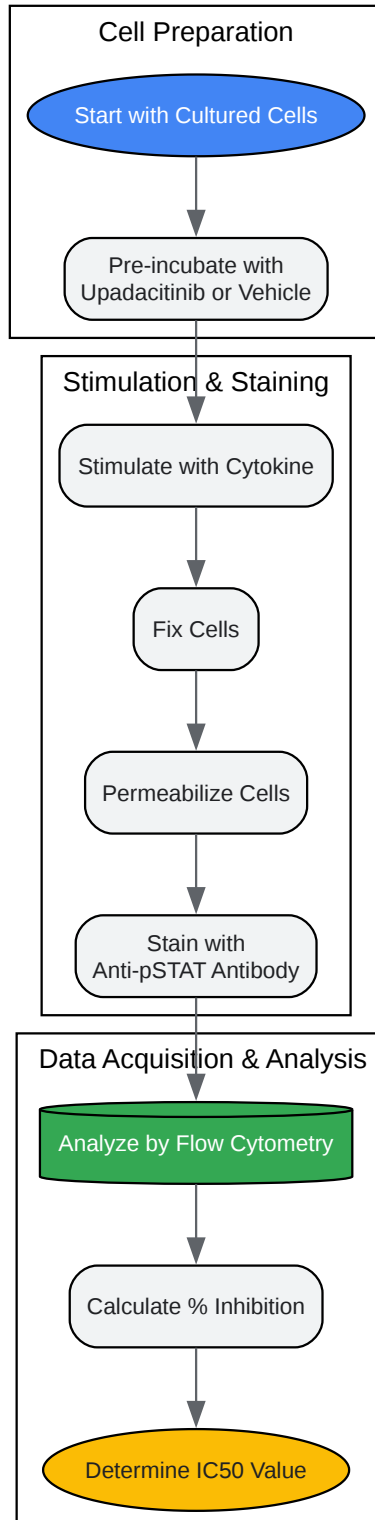 Cell Preparation
Start with Cultured Cells
Pre-incubate with
Upadacitinib or Vehicle
Stimulation & Staining
Stimulate with Cytokine
Fix Cells
Permeabilize Cells
Stain with
Anti-pSTAT Antibody
Data Acquisition & Analysis
Analyze by Flow Cytometry
Calculate % Inhibition
Determine IC50 Value